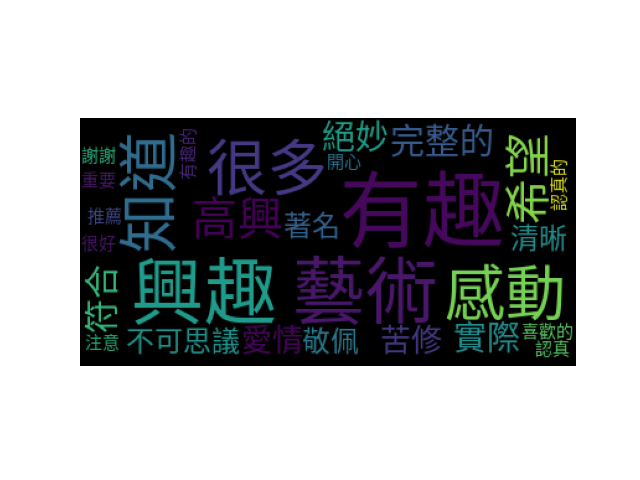 謝謝
重要
推薦
很好
符合
注意
知道
有趣的
很多
高興
著名
絕妙
開心
完整的
有趣
希望
認真的
清晰
興趣
藝術
感動
不可思議
愛情
敬佩
苦修
實際
喜歡的
認真